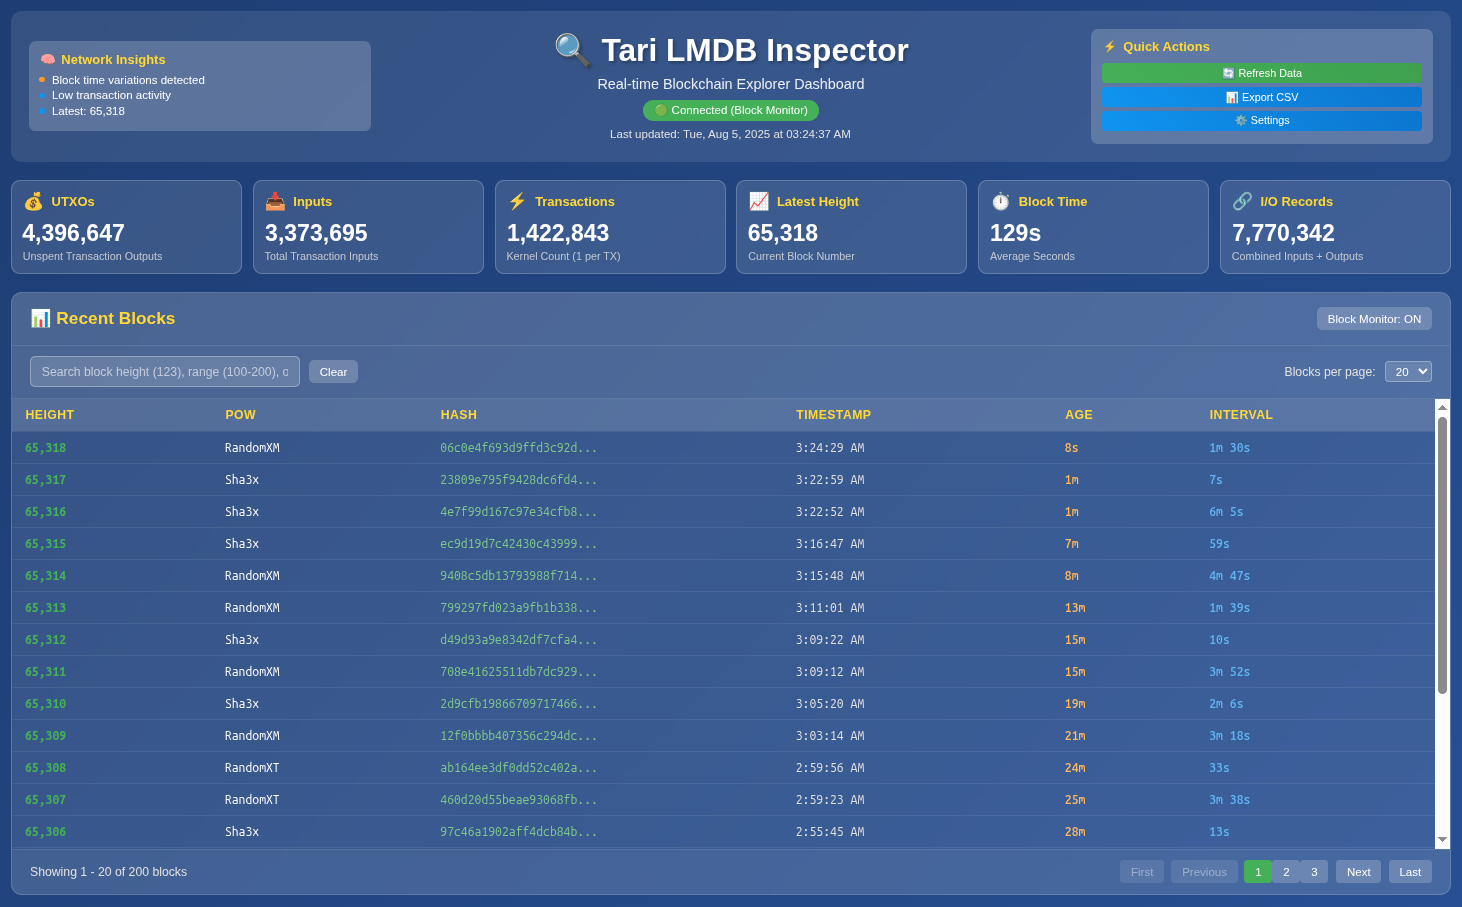 🧠 Network Insights
Block time variations detected
Low transaction activity
Latest: 65,318
🔍 Tari LMDB Inspector
Real-time Blockchain Explorer Dashboard
🟢 Connected (Block Monitor)
Last updated: Tue, Aug 5, 2025 at 03:24:37 AM
⚡ Quick Actions
🔄 Refresh Data
📊 Export CSV
⚙️ Settings
💰 UTXOs
4,396,647
Unspent Transaction Outputs
📥 Inputs
3,373,695
Total Transaction Inputs
⚡ Transactions
1,422,843
Kernel Count (1 per TX)
📈 Latest Height
65,318
Current Block Number
⏱️ Block Time
129s
Average Seconds
🔗 I/O Records
7,770,342
Combined Inputs + Outputs
📊 Recent Blocks
Block Monitor: ON
Search block height (123), range (100-200), o
Clear
Blocks per page: 20
HEIGHT POW HASH TIMESTAMP AGE INTERVAL
65,318 RandomXM 06c0e4f693d9ffd3c92d... 3:24:29 AM 8s 1m 30s
65,317 Sha3x 23809e795f9428dc6fd4... 3:22:59 AM 1m 7s
65,316 Sha3x 4e7f99d167c97e34cfb8... 3:22:52 AM 1m 6m 5s
65,315 Sha3x ec9d19d7c42430c43999... 3:16:47 AM 7m 59s
65,314 RandomXM 9408c5db13793988f714... 3:15:48 AM 8m 4m 47s
65,313 RandomXM 799297fd023a9fb1b338... 3:11:01 AM 13m 1m 39s
65,312 Sha3x d49d93a9e8342df7cfa4... 3:09:22 AM 15m 10s
65,311 RandomXM 708e41625511db7dc929... 3:09:12 AM 15m 3m 52s
65,310 Sha3x 2d9cfb19866709717466... 3:05:20 AM 19m 2m 6s
65,309 RandomXM 12f0bbbb407356c294dc... 3:03:14 AM 21m 3m 18s
65,308 RandomXT ab164ee3df0dd52c402a... 2:59:56 AM 24m 33s
65,307 RandomXT 460d20d55beae93068fb... 2:59:23 AM 25m 3m 38s
65,306 Sha3x 97c46a1902aff4dcb84b... 2:55:45 AM 28m 13s
Showing 1 - 20 of 200 blocks
First Previous 1 2 3 Next Last